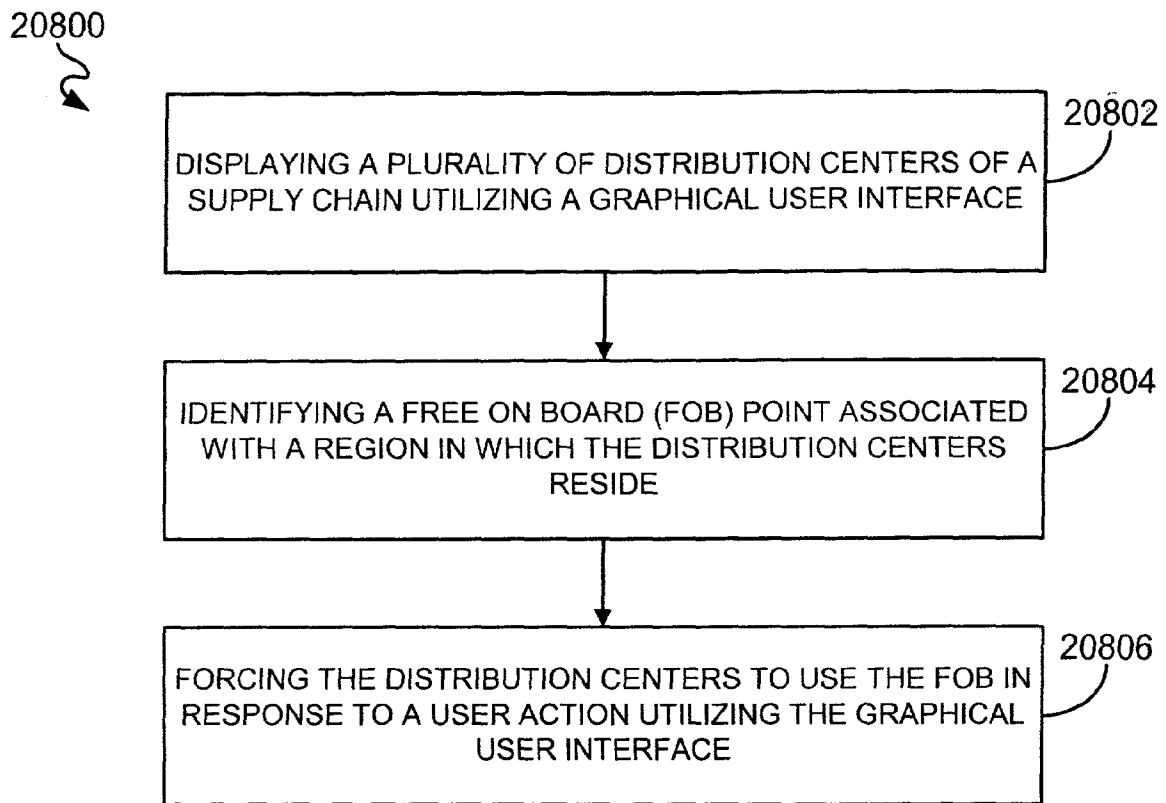 20800
20802
DISPLAYING A PLURALITY OF DISTRIBUTION CENTERS OF A
SUPPLY CHAIN UTILIZING A GRAPHICAL USER INTERFACE
20804
IDENTIFYING A FREE ON BOARD (FOB) POINT ASSOCIATED
WITH A REGION IN WHICH THE DISTRIBUTION CENTERS
RESIDE
20806
FORCING THE DISTRIBUTION CENTERS TO USE THE FOB IN
RESPONSE TO A USER ACTION UTILIZING THE GRAPHICAL
USER INTERFACE